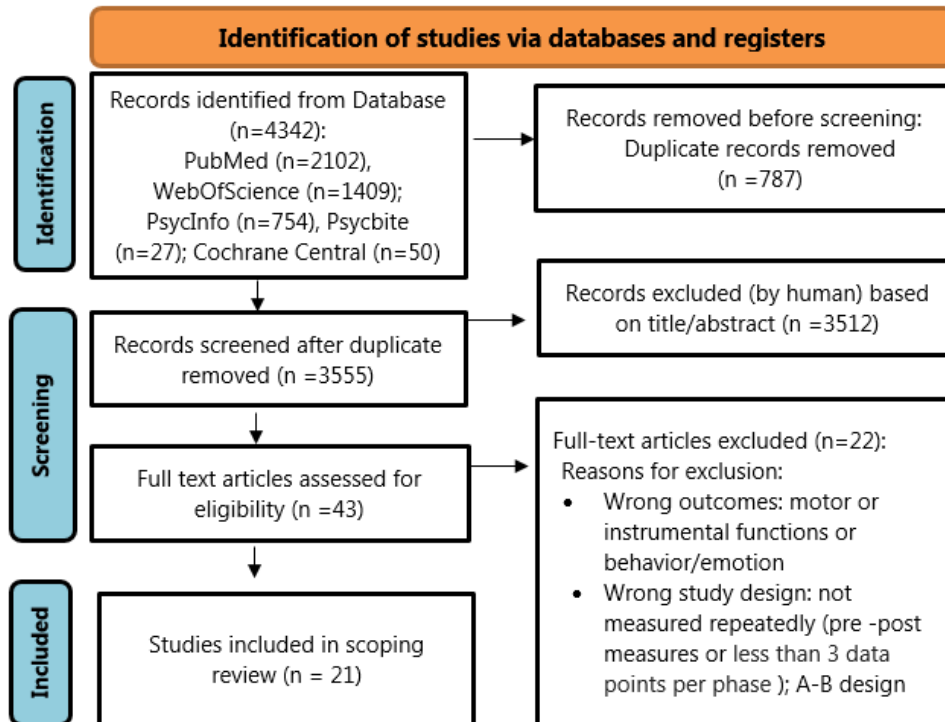 Identification of studies via databases and registers
Identification
Records identified from Database
(n=4342):
PubMed (n=2102),
WebOfScience (n=1409);
PsycInfo (n=754), Psycbite
(n=27); Cochrane Central (n=50)
Records removed before screening:
Duplicate records removed
(n =787)
Screening
Records screened after duplicate
removed (n =3555)
Records excluded (by human) based
on title/abstract (n =3512)
Full text articles assessed for
eligibility (n =43)
Full-text articles excluded (n=22):
Reasons for exclusion:
• Wrong outcomes: motor or
instrumental functions or
behavior/emotion
• Wrong study design: not
measured repeatedly (pre -post
measures or less than 3 data
points per phase ); A-B design
Included
Studies included in scoping
review (n = 21)